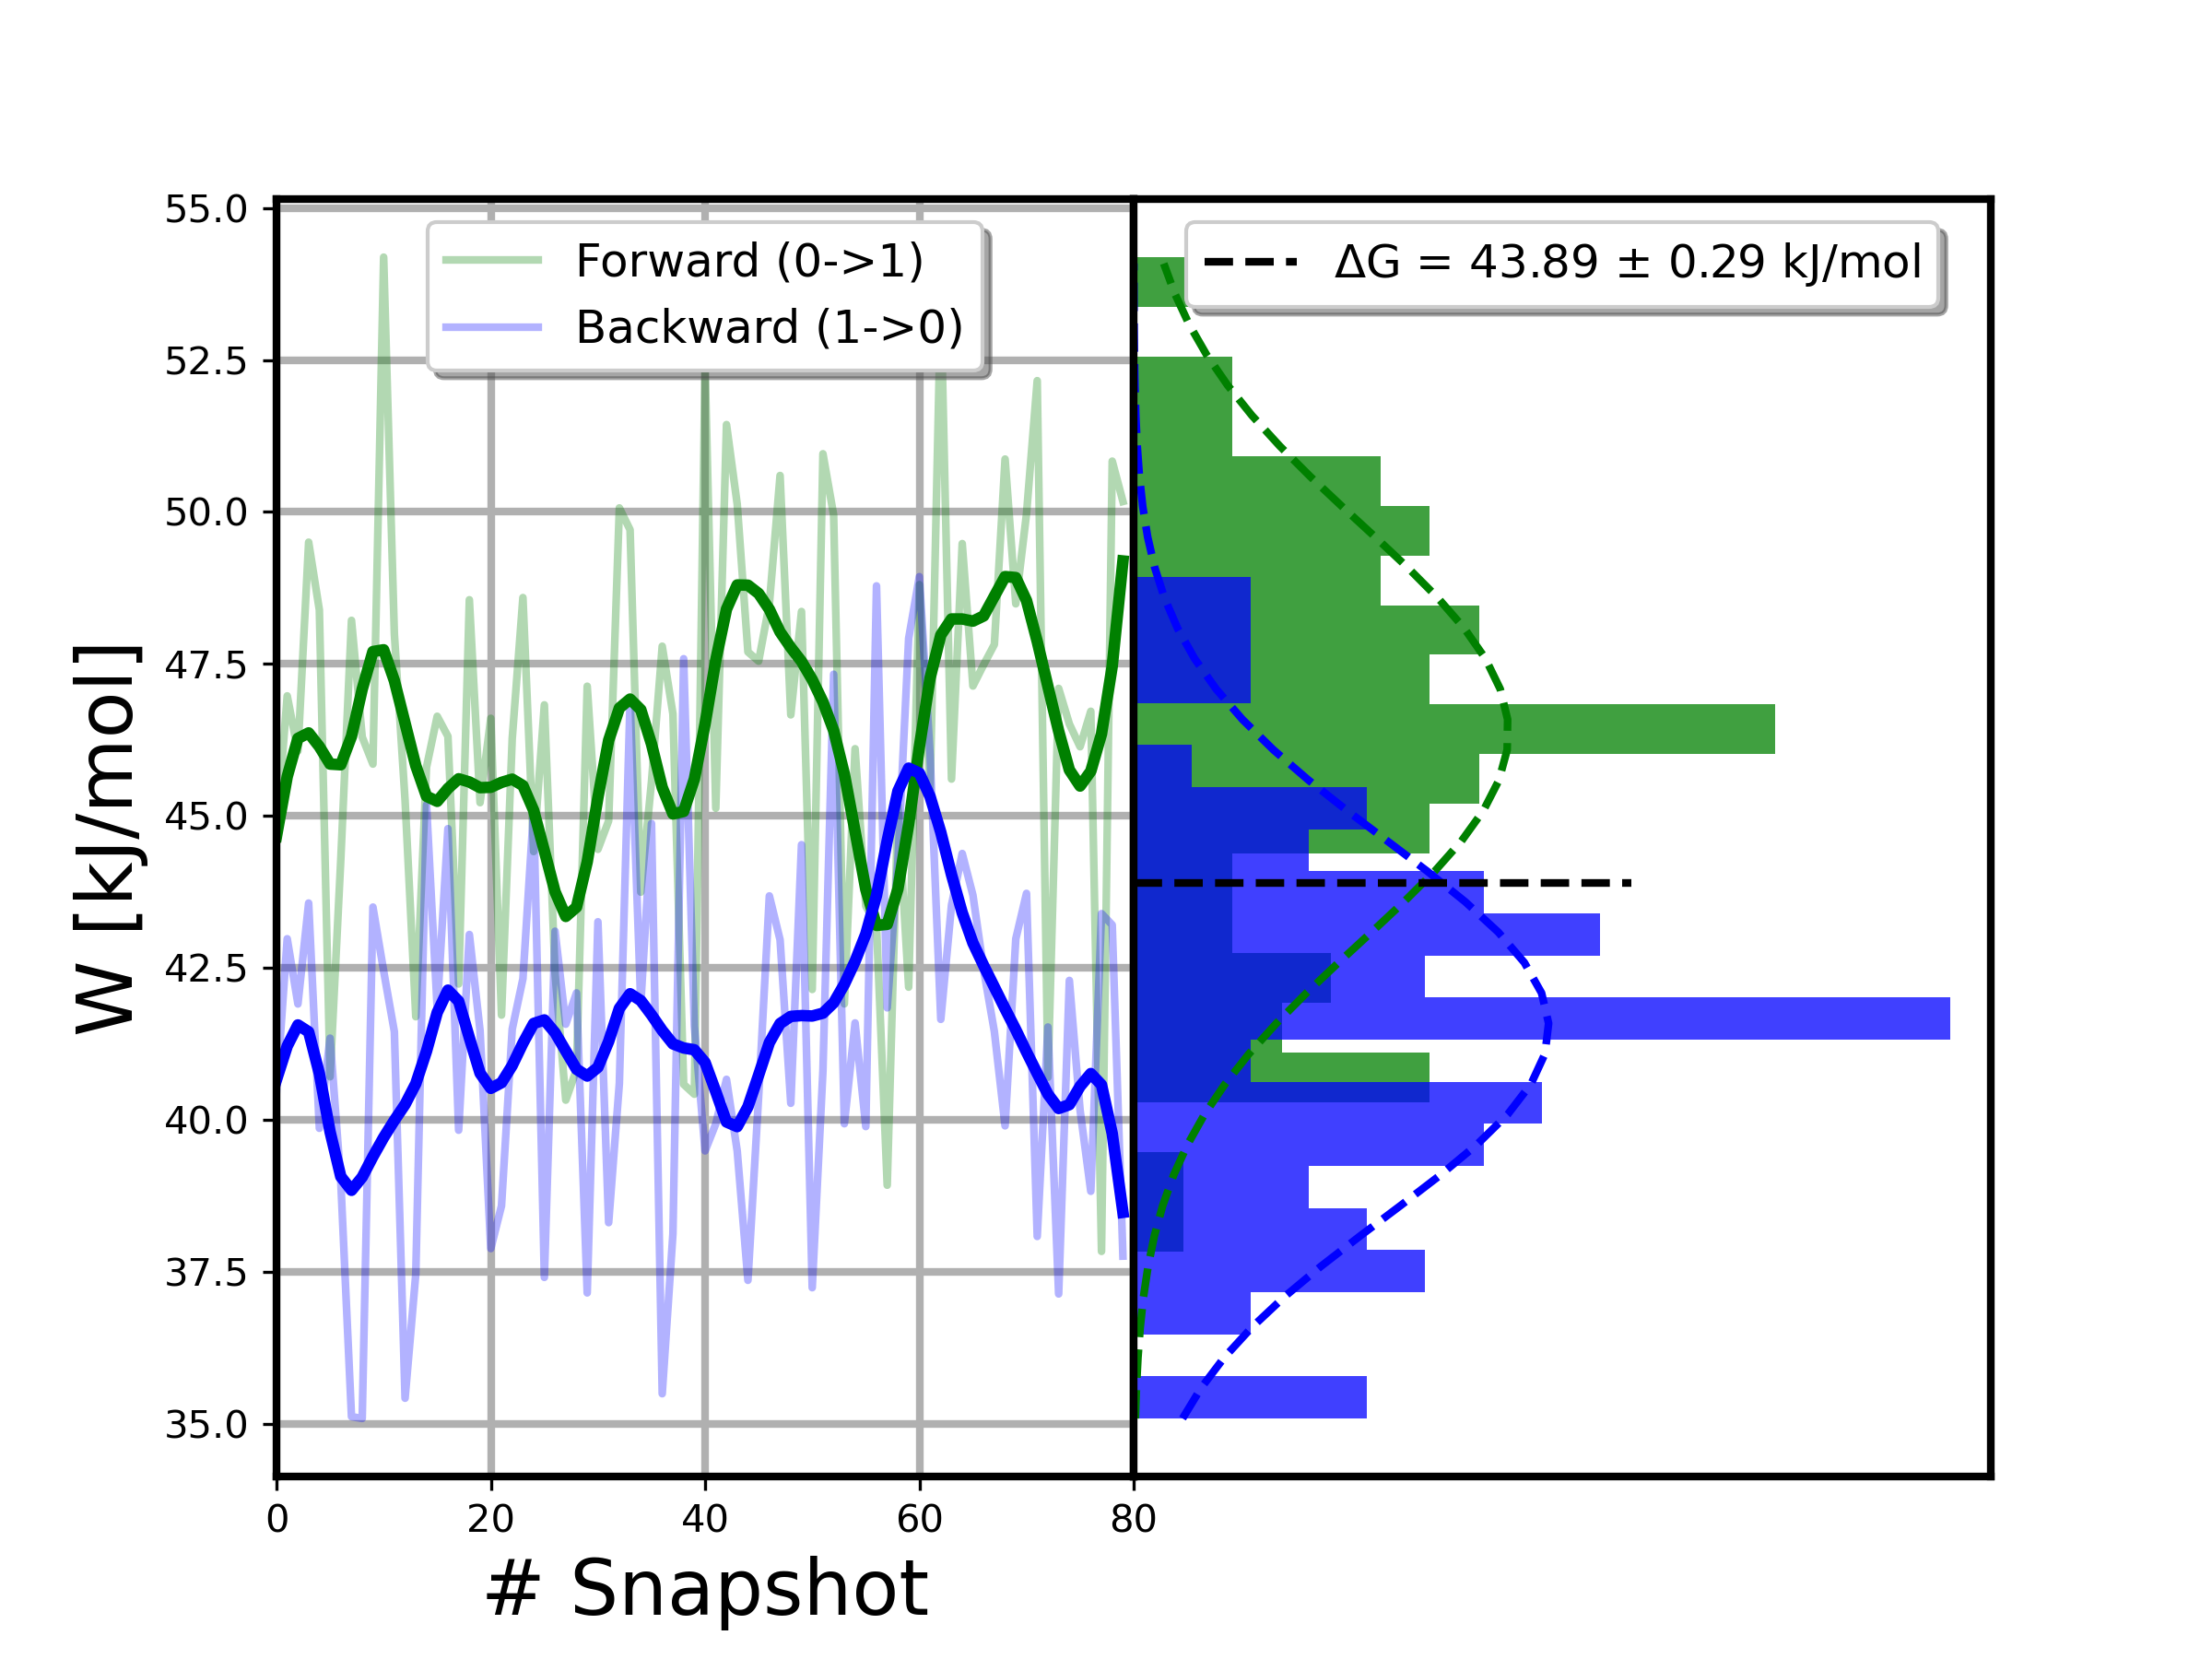 55.0
52.5
50.0
47.5
45.0
42.5
40.0
37.5
35.0
W [kJ/mol]
Forward (0->1)
Backward (1->0)
ΔG = 43.89 ± 0.29 kJ/mol
0 20 40 60 80
# Snapshot